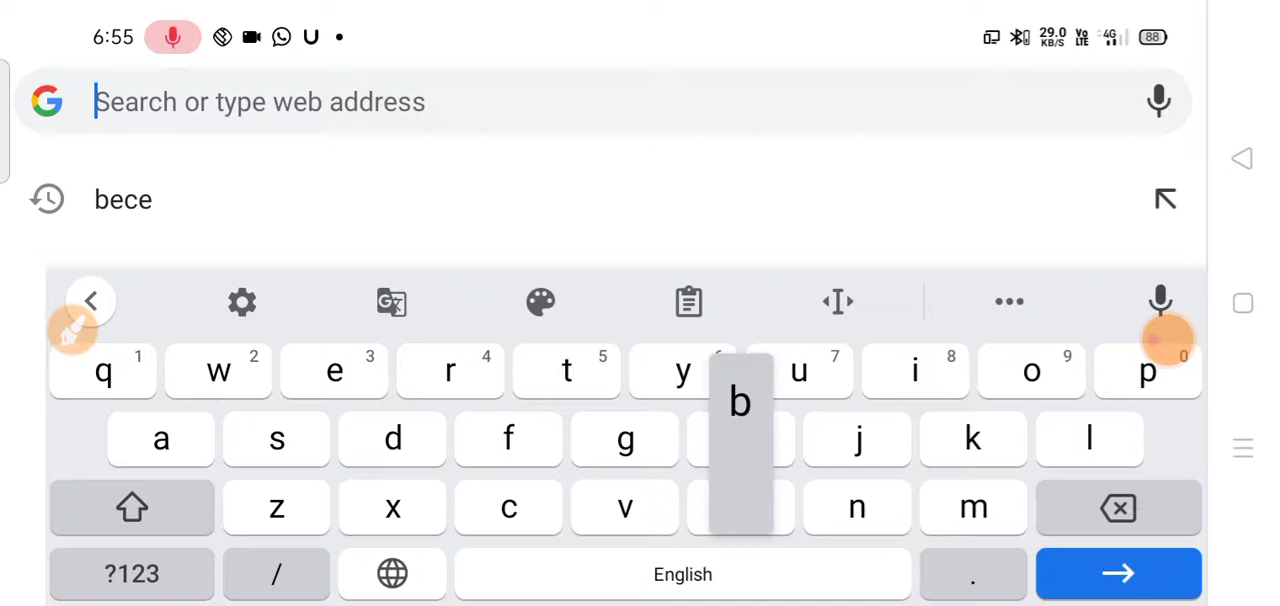 6:55 U 29.0 KB/S Vo LTE 4G 88
Search or type web address
bece
q 1 w 2 e 3 r 4 t 5 y u 7 i 8 o 9 p 0
b
a s d f g j k l
z x c v n m
?123 / English .